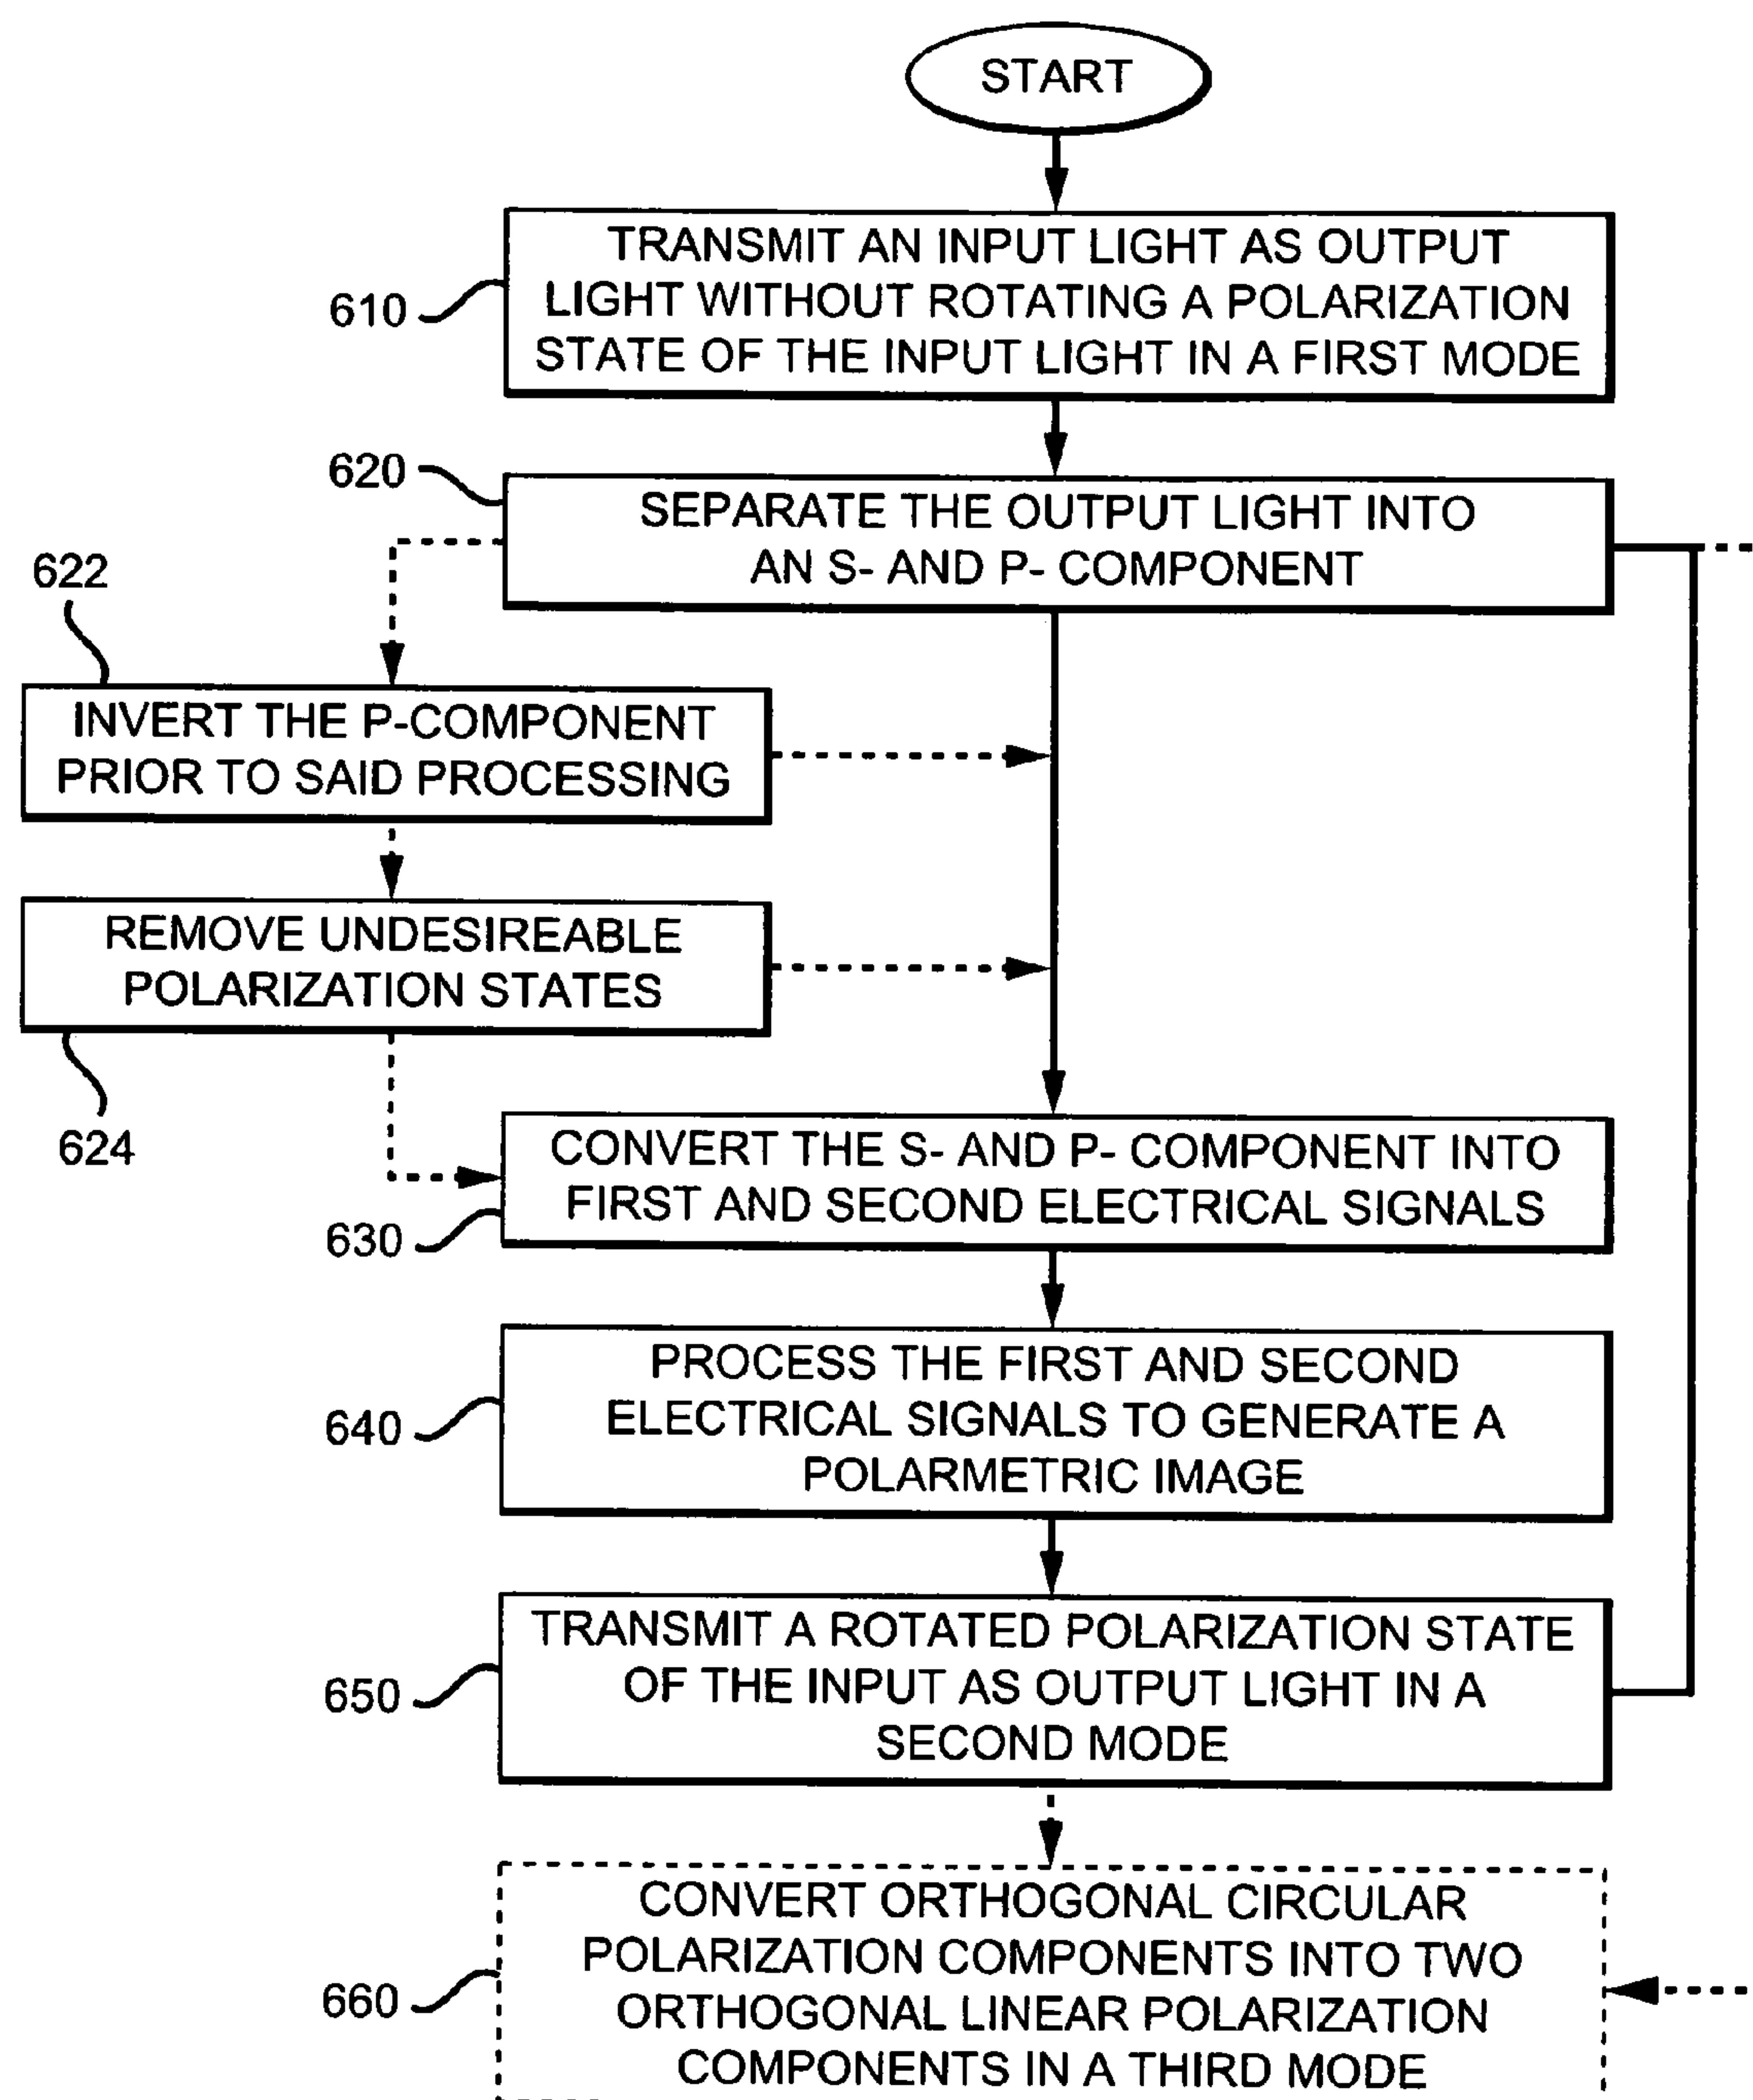 START
TRANSMIT AN INPUT LIGHT AS OUTPUT
LIGHT WITHOUT ROTATING A POLARIZATION
STATE OF THE INPUT LIGHT IN A FIRST MODE
610
620
SEPARATE THE OUTPUT LIGHT INTO
AN S- AND P- COMPONENT
622
INVERT THE P-COMPONENT
PRIOR TO SAID PROCESSING
REMOVE UNDESIREABLE
POLARIZATION STATES
624
CONVERT THE S- AND P- COMPONENT INTO
FIRST AND SECOND ELECTRICAL SIGNALS
630
PROCESS THE FIRST AND SECOND
ELECTRICAL SIGNALS TO GENERATE A
POLARMETRIC IMAGE
640
TRANSMIT A ROTATED POLARIZATION STATE
OF THE INPUT AS OUTPUT LIGHT IN A
SECOND MODE
650
CONVERT ORTHOGONAL CIRCULAR
POLARIZATION COMPONENTS INTO TWO
ORTHOGONAL LINEAR POLARIZATION
COMPONENTS IN A THIRD MODE
660